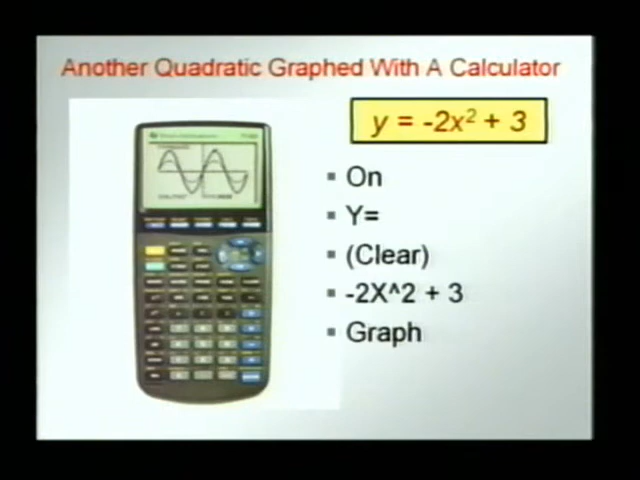 Another Quadratic Graphed With A Calculator
y = -2x² + 3
On
Y=
(Clear)
-2X^2 + 3
Graph